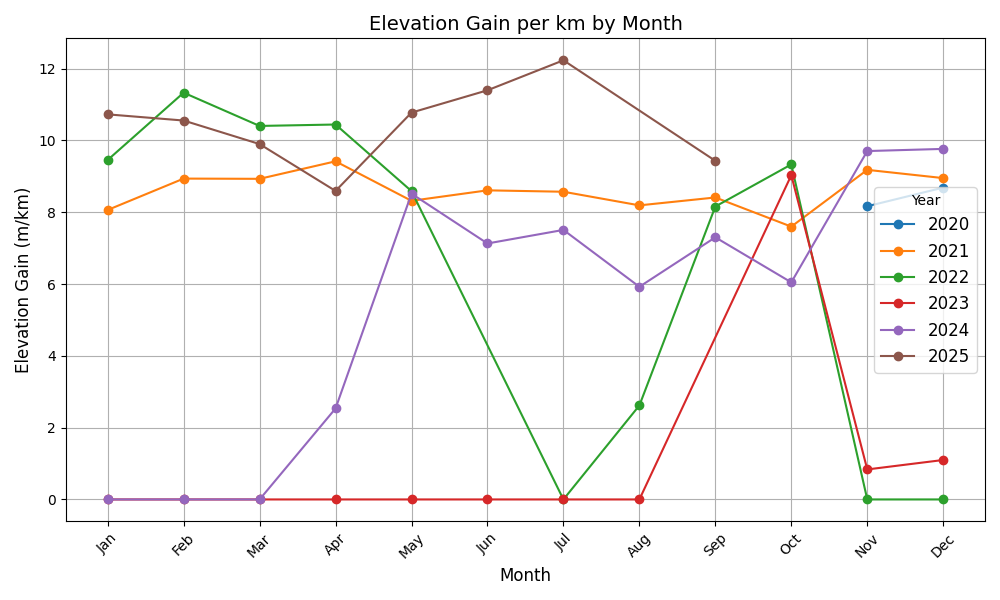 Elevation Gain per km by Month
Elevation Gain (m/km)
12
10
8
6
4
2
0
Year
2020
2021
2022
2023
2024
2025
Jan
Feb
Mar
Apr
May
Jun
Jul
Aug
Sep
Oct
Nov
Dec
Month